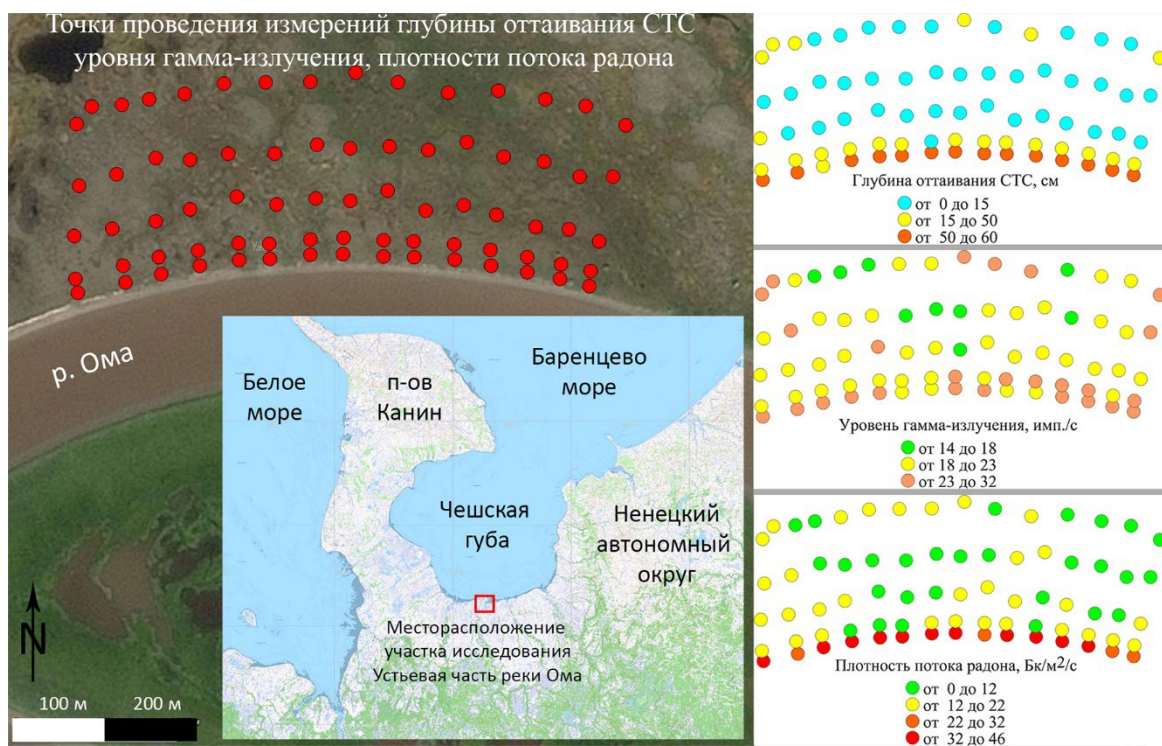 Точки проведения измерений глубины оттаивания СТС
уровня гамма-излучения, плотности потока радона
р. Ома
N
100 м
200 м
Белое
море
п-ов
Канин
Баренцево
море
Чешская
губа
Ненецкий
автономный
округ
Месторасположение
участка исследования
Устьевая часть реки Ома
Глубина оттаивания СТС, см
от 0 до 15
от 15 до 50
от 50 до 60
Уровень гамма-излучения, имп./с
от 14 до 18
от 18 до 23
от 23 до 32
Плотность потока радона, Бк/м2/с
от 0 до 12
от 12 до 22
от 22 до 32
от 32 до 46